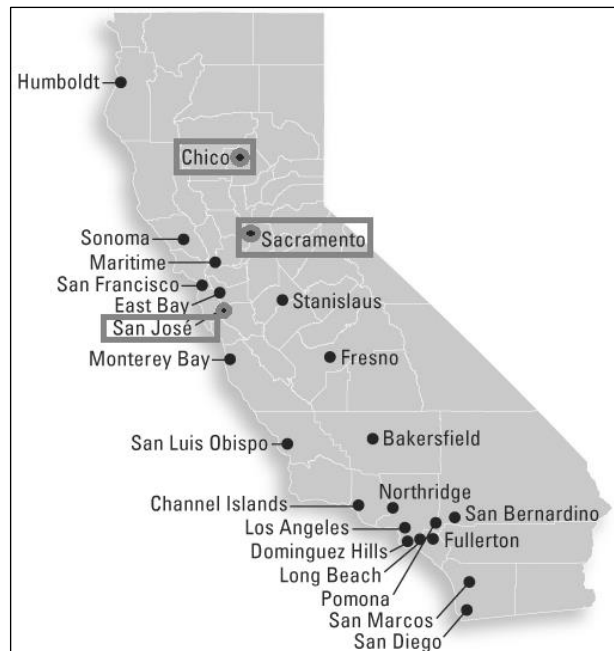 Humboldt
Chico
Sonoma
Sacramento
Maritime
San Francisco
East Bay
Stanislaus
San José
Monterey Bay
Fresno
San Luis Obispo
Bakersfield
Channel Islands
Northridge
San Bernardino
Los Angeles
Dominguez Hills
Fullerton
Long Beach
Pomona
San Marcos
San Diego